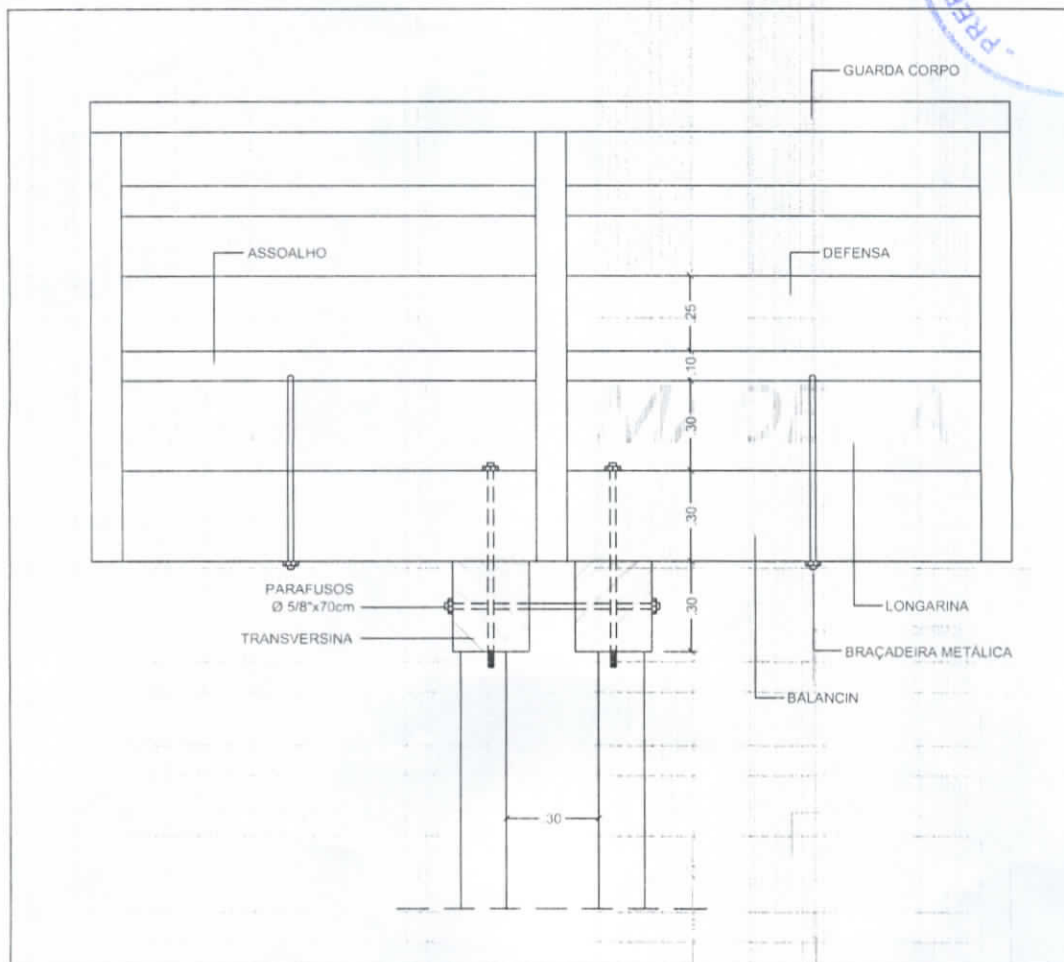 GUARDA CORPO
ASSOALHO
DEFENSA
.25
.10
.30
.30
.30
PARAFUSOS
Ø 5/8"x70cm
TRANSVERSINA
LONGARINA
BRAÇADEIRA METÁLICA
BALANCIN
.30